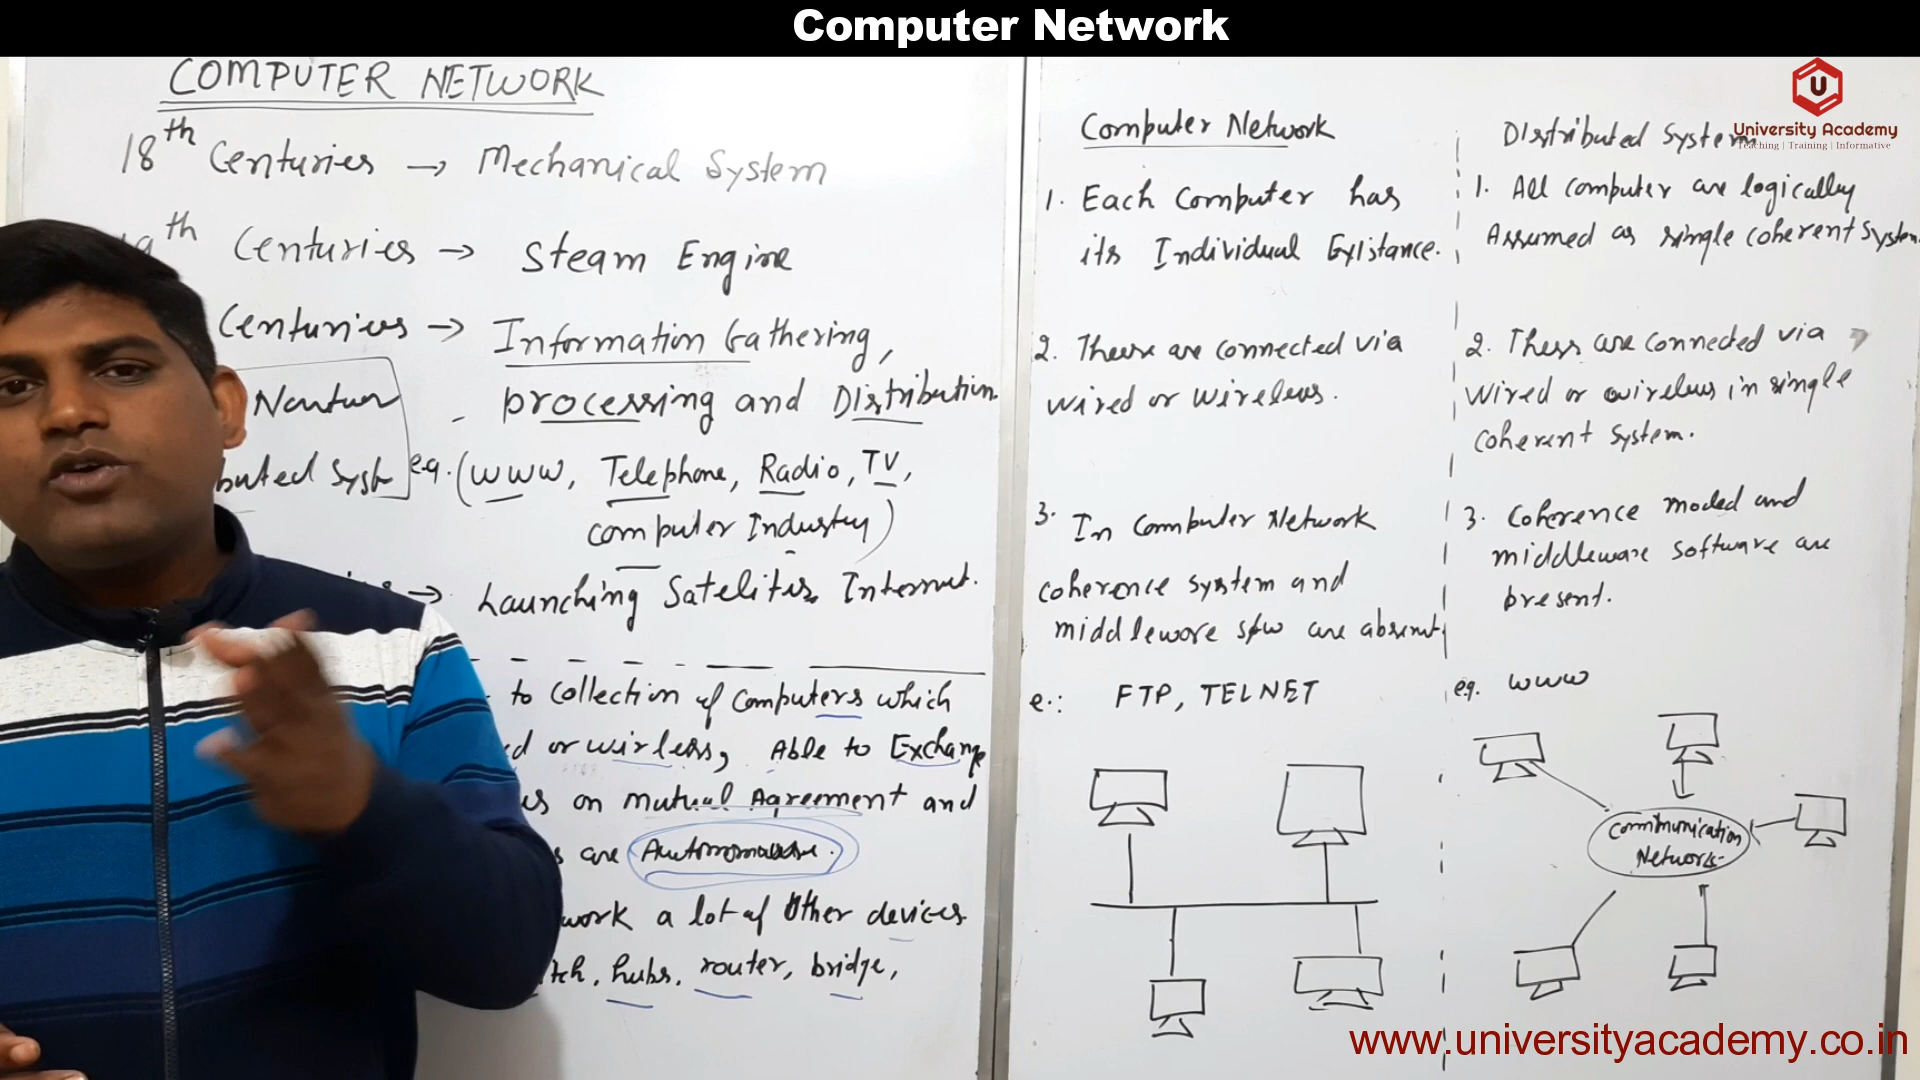 Computer Network
COMPUTER NETWORK
18th Centuries → Mechanical System
th Centuries → Steam Engine
Centuries → Information Gathering,
processing and Distribution
e.g. (WWW, Telephone, Radio, TV,
computer Industry)
buted Syst
→ Launching Satelites, Internet.
to collection of computers which
or wirless, Able to Exchange
on mutual Agreement and
are
work a lot of other devices
tch, hubs, router, bridge,
Computer Network
1. Each Computer has
its Individual Existance.
2. These are connected via
wired or wireless.
3. In Computer Network
coherence system and
middleware s/w are absent
e.: FTP, TELNET
Distributed System
1. All computer are logically
Assumed as single coherent System
2. These are connected via
wired or wireless in single
coherent system.
3. Coherence model and
middleware software are
present.
eg. WWW
Communication
Network
U
University Academy
Teaching | Training | Informative
www.universityacademy.co.in